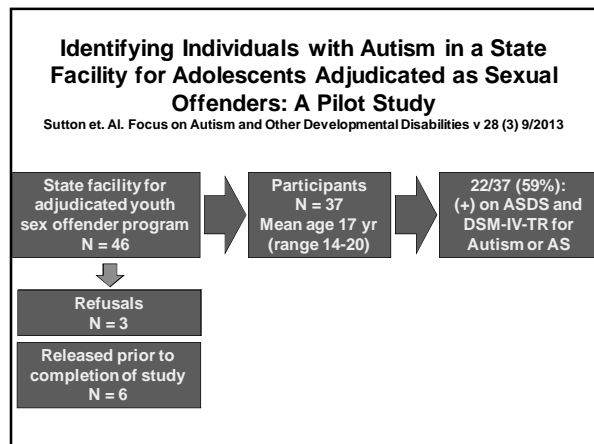 Identifying Individuals with Autism in a State
Facility for Adolescents Adjudicated as Sexual
Offenders: A Pilot Study
Sutton et. Al. Focus on Autism and Other Developmental Disabilities v 28 (3) 9/2013
State facility for
adjudicated youth
sex offender program
N = 46
Participants
N = 37
Mean age 17 yr
(range 14-20)
22/37 (59%):
(+) on ASDS and
DSM-IV-TR for
Autism or AS
Refusals
N = 3
Released prior to
completion of study
N = 6